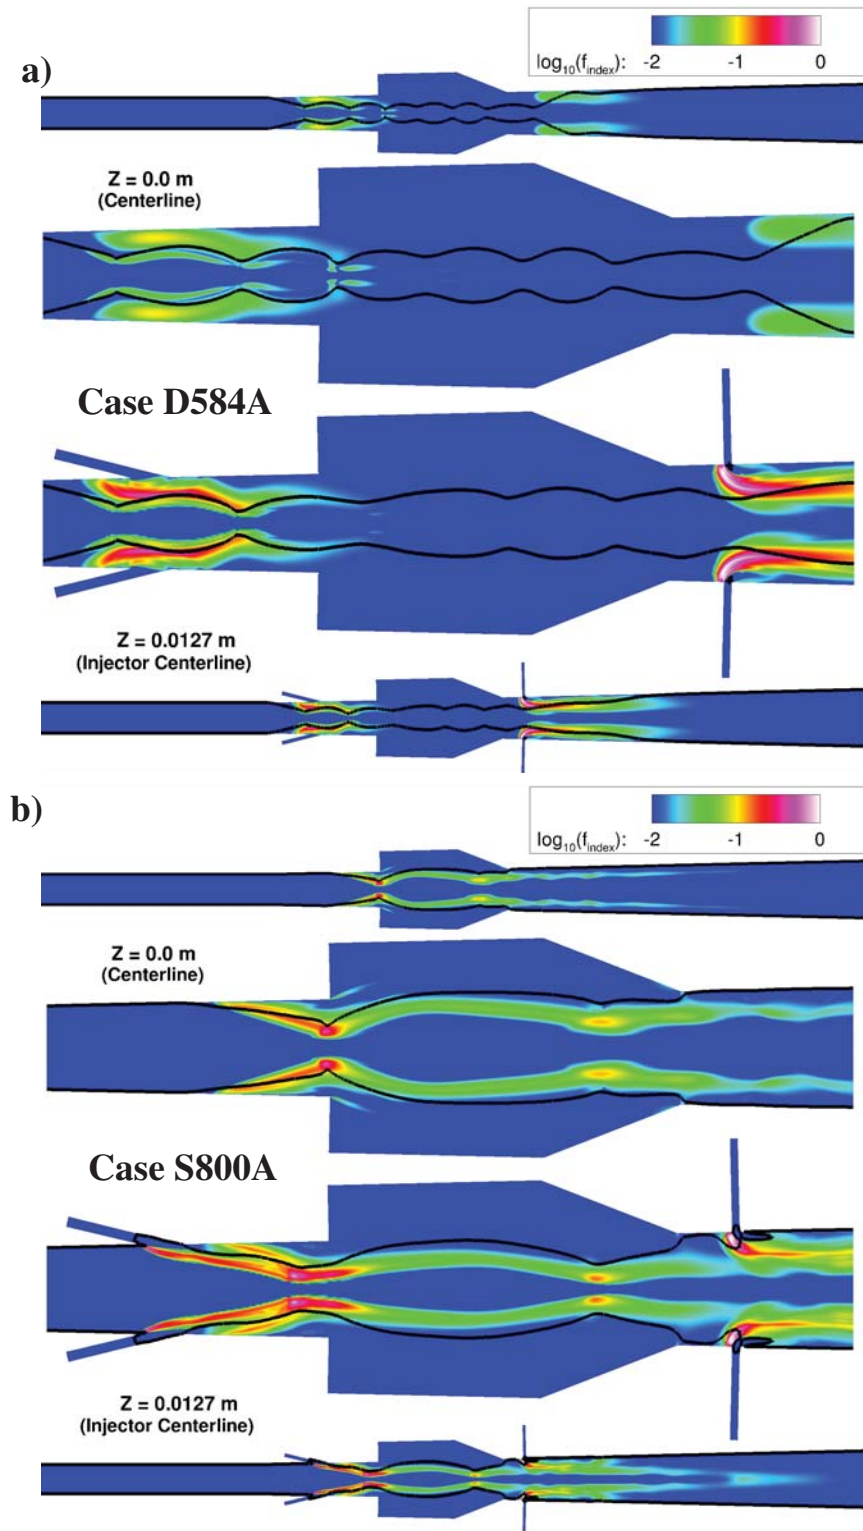 a)
log10(findex): -2 -1 0
Z = 0.0 m
(Centerline)
Case D584A
Z = 0.0127 m
(Injector Centerline)
b)
log10(findex): -2 -1 0
Z = 0.0 m
(Centerline)
Case S800A
Z = 0.0127 m
(Injector Centerline)